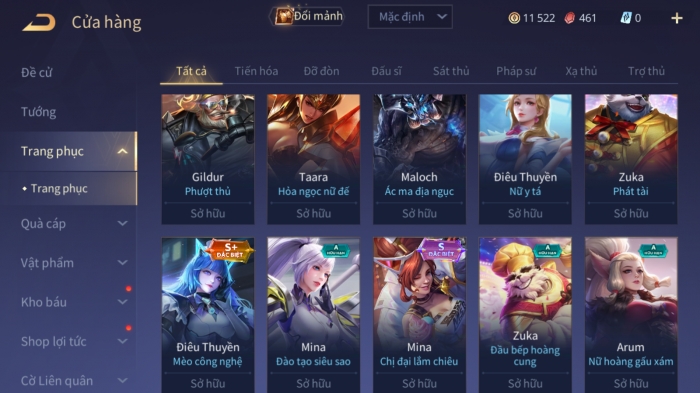 Cửa hàng
Đổi mảnh
Mặc định
11 522
461
0
Đề cử
Tướng
Trang phục
Trang phục
Quà cáp
Vật phẩm
Kho báu
Shop lợi tức
Cờ Liên quân
Tất cả
Tiến hóa
Đỡ đòn
Đấu sĩ
Sát thủ
Pháp sư
Xạ thủ
Trợ thủ
Gildur
Phượt thủ
Sở hữu
Taara
Hỏa ngọc nữ đế
Sở hữu
Maloch
Ác ma địa ngục
Sở hữu
Điêu Thuyền
Nữ y tá
Sở hữu
Zuka
Phát tài
Sở hữu
S+
ĐẶC BIỆT
Điêu Thuyền
Mèo công nghệ
Sở hữu
A
HỮU HẠN
Mina
Đào tạo siêu sao
Sở hữu
S
ĐẶC BIỆT
Mina
Chị đại lắm chiêu
Sở hữu
A
HỮU HẠN
Zuka
Đầu bếp hoàng
cung
Sở hữu
A
HỮU HẠN
Arum
Nữ hoàng gấu xám
Sở hữu